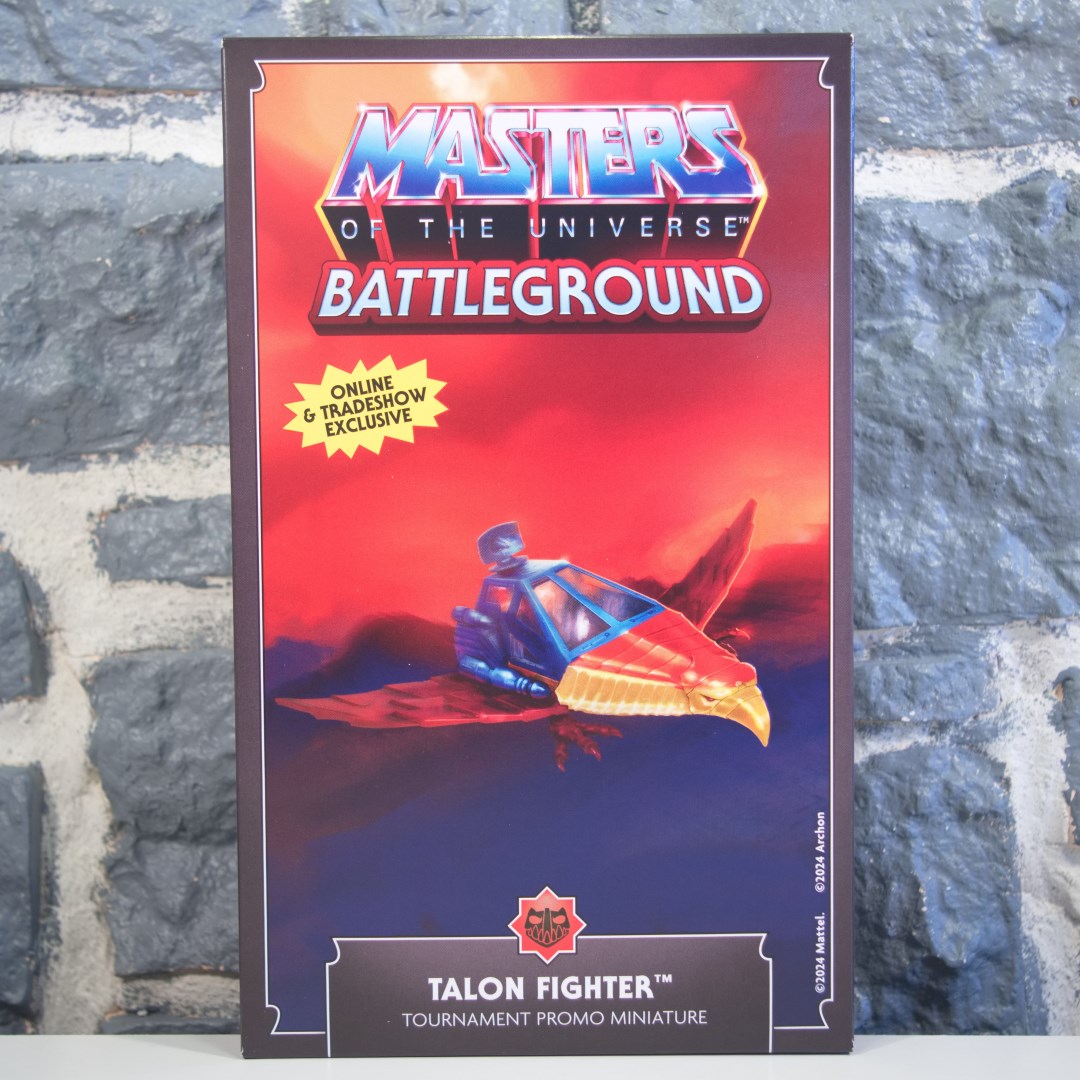 MASTERS
OF THE UNIVERSE™
BATTLEGROUND
ONLINE
& TRADESHOW
EXCLUSIVE
©2024 Mattel. ©2024 Archon
TALON FIGHTER™
TOURNAMENT PROMO MINIATURE